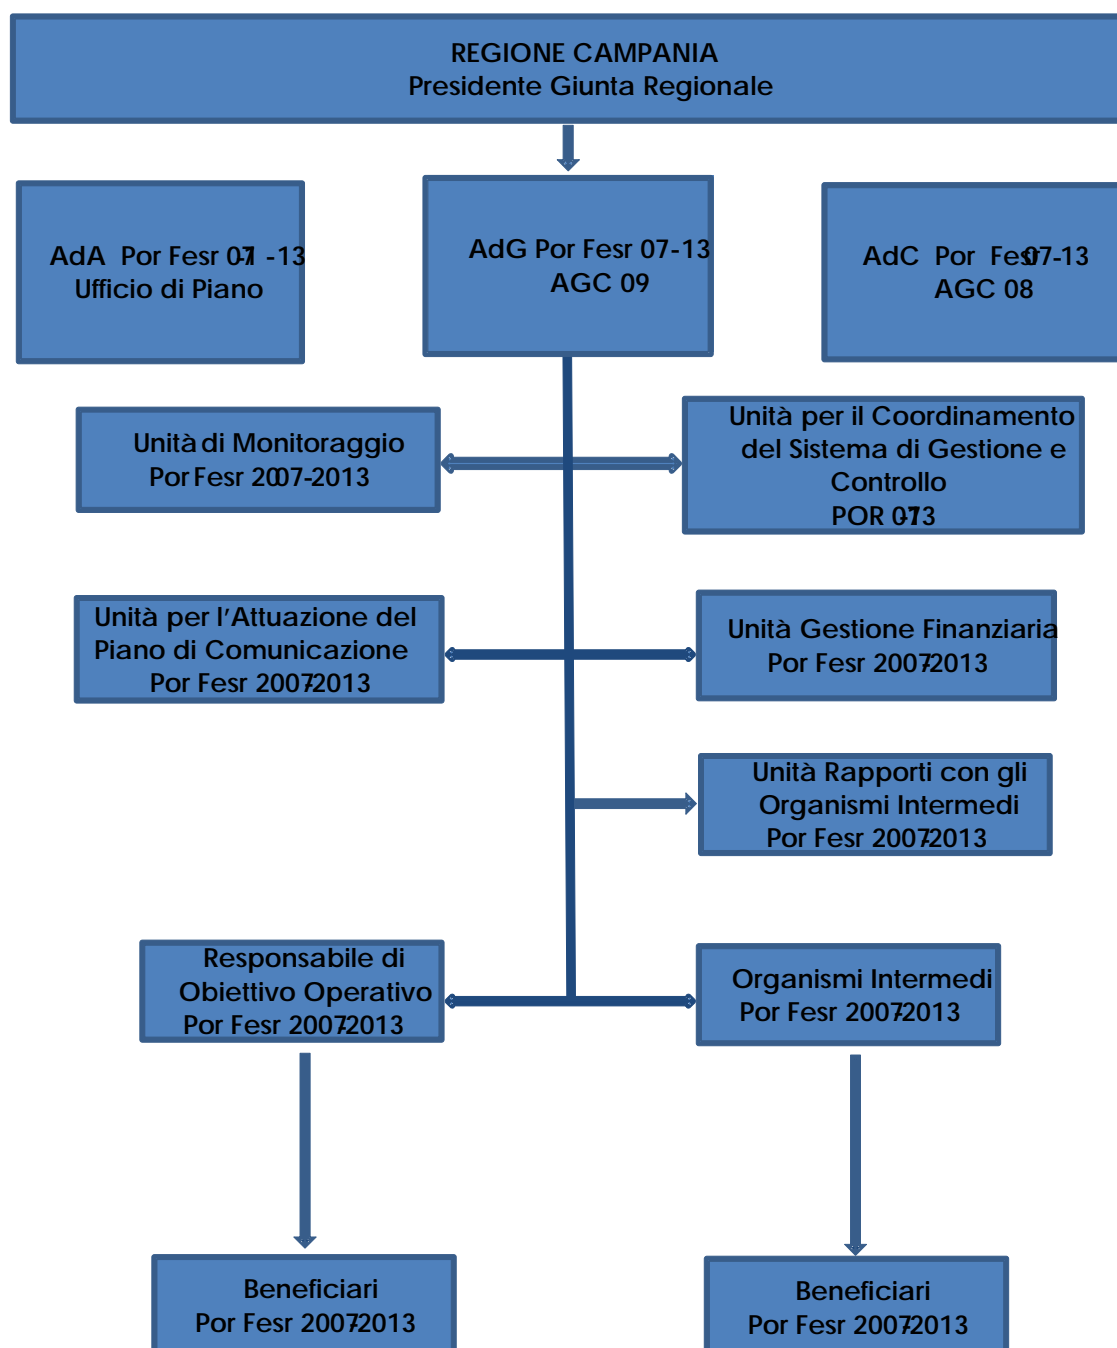 REGIONE CAMPANIA
Presidente Giunta Regionale
AdA Por Fesr 07-13
Ufficio di Piano
AdG Por Fesr 07-13
AGC 09
AdC Por Fesr 07-13
AGC 08
Unità di Monitoraggio
Por Fesr 2007-2013
Unità per il Coordinamento
del Sistema di Gestione e
Controllo
POR 07-13
Unità per l'Attuazione del
Piano di Comunicazione
Por Fesr 2007-2013
Unità Gestione Finanziaria
Por Fesr 2007-2013
Unità Rapporti con gli
Organismi Intermedi
Por Fesr 2007-2013
Responsabile di
Obiettivo Operativo
Por Fesr 2007-2013
Organismi Intermedi
Por Fesr 2007-2013
Beneficiari
Por Fesr 2007-2013
Beneficiari
Por Fesr 2007-2013